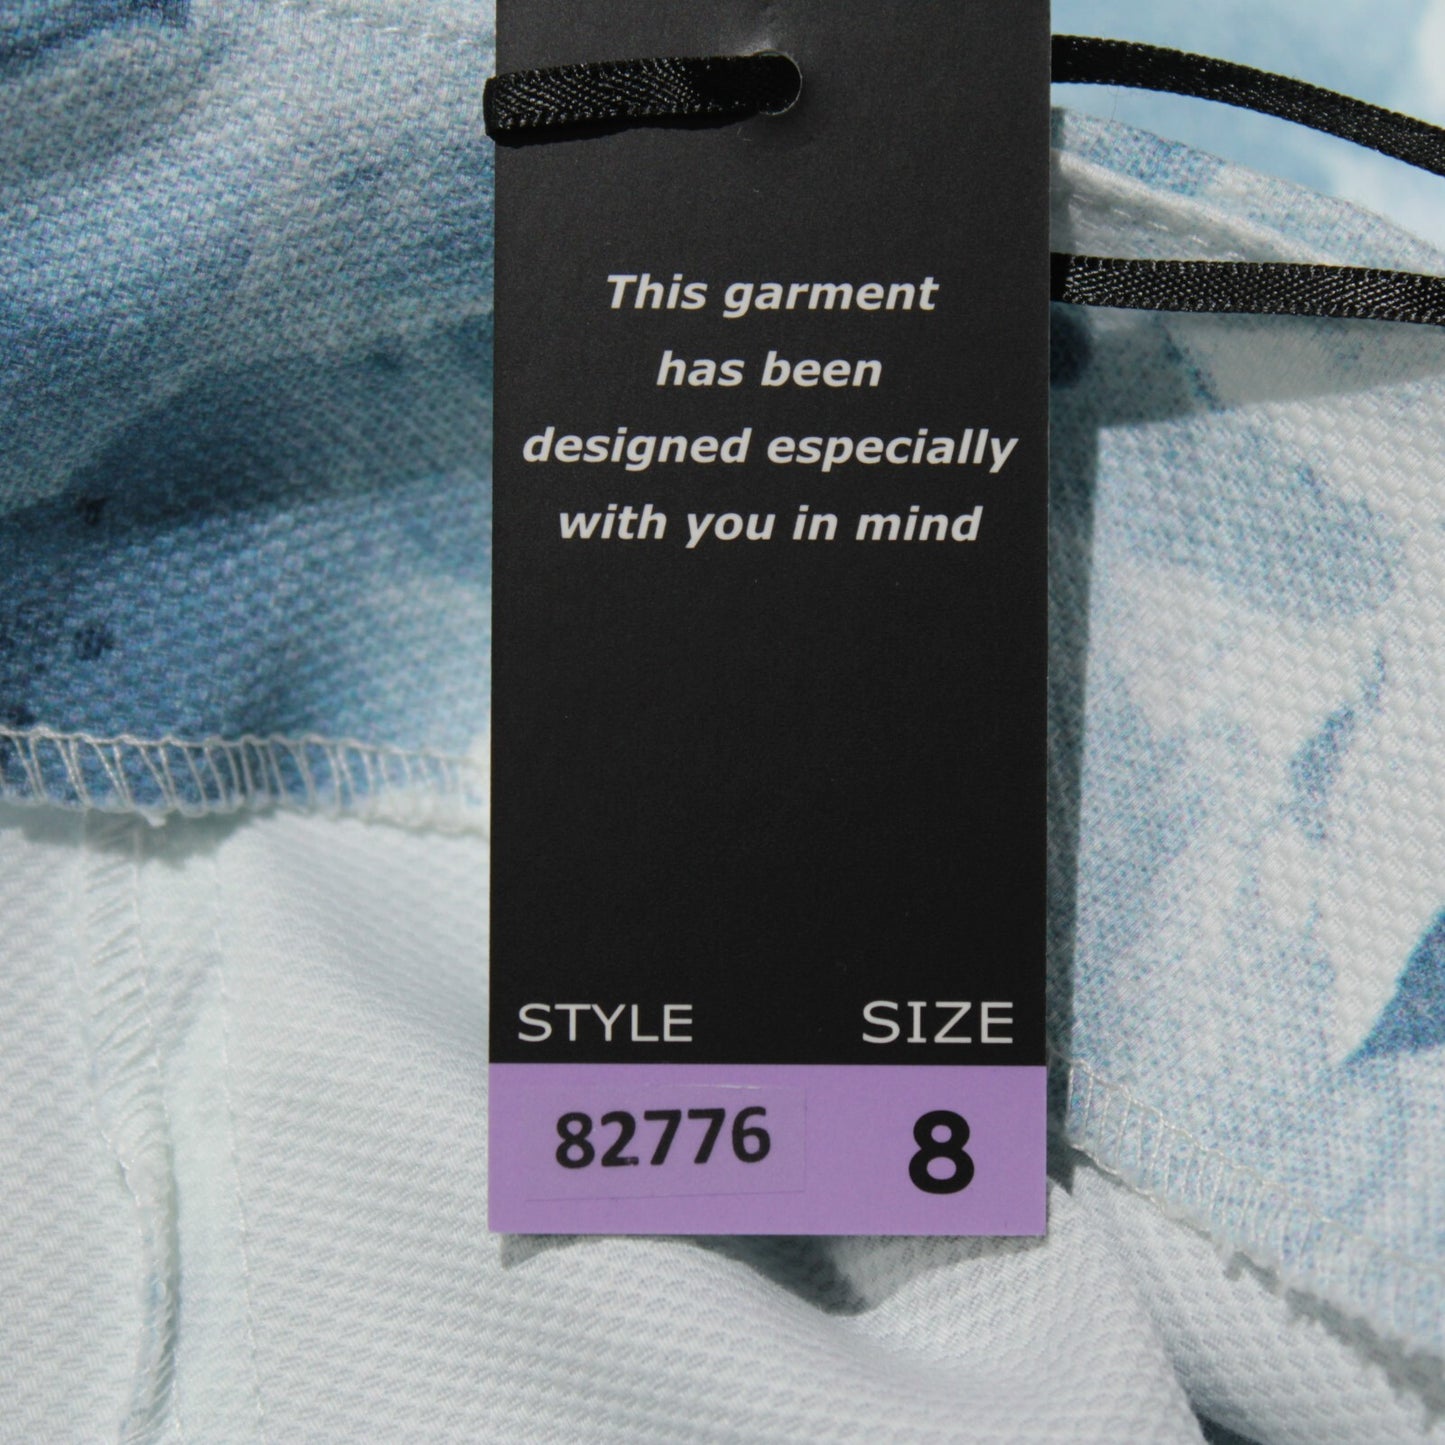 This garment
has been
designed especially
with you in mind
STYLE SIZE
82776 8